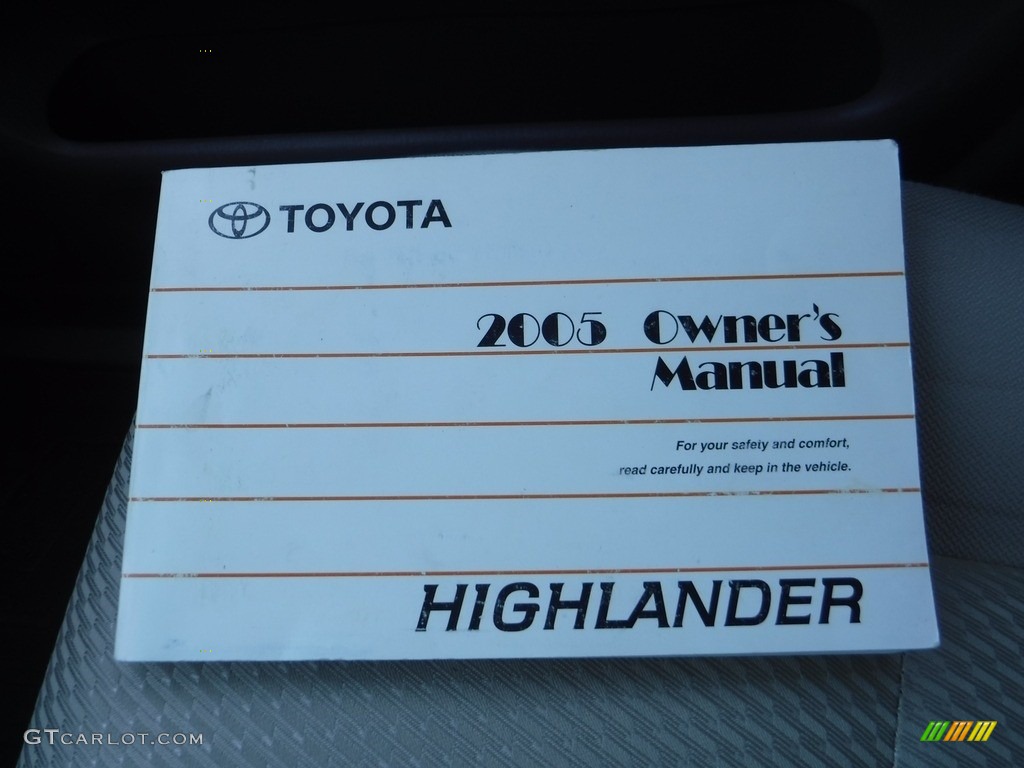 TOYOTA
2005 Owner's
Manual
For your safety and comfort,
read carefully and keep in the vehicle.
HIGHLANDER
GTCARLOT.COM